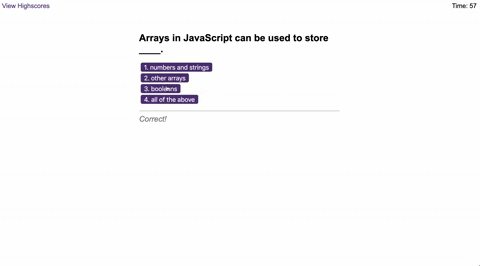 View Highscores
Time: 57
Arrays in JavaScript can be used to store
____.
1. numbers and strings
2. other arrays
3. booleans
4. all of the above
Correct!